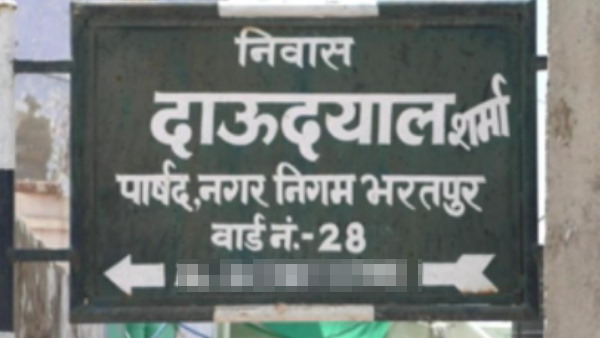 निवास
दाऊदयाल शर्मा
पार्षद,नगर निगम भरतपुर
वार्ड नं.-28